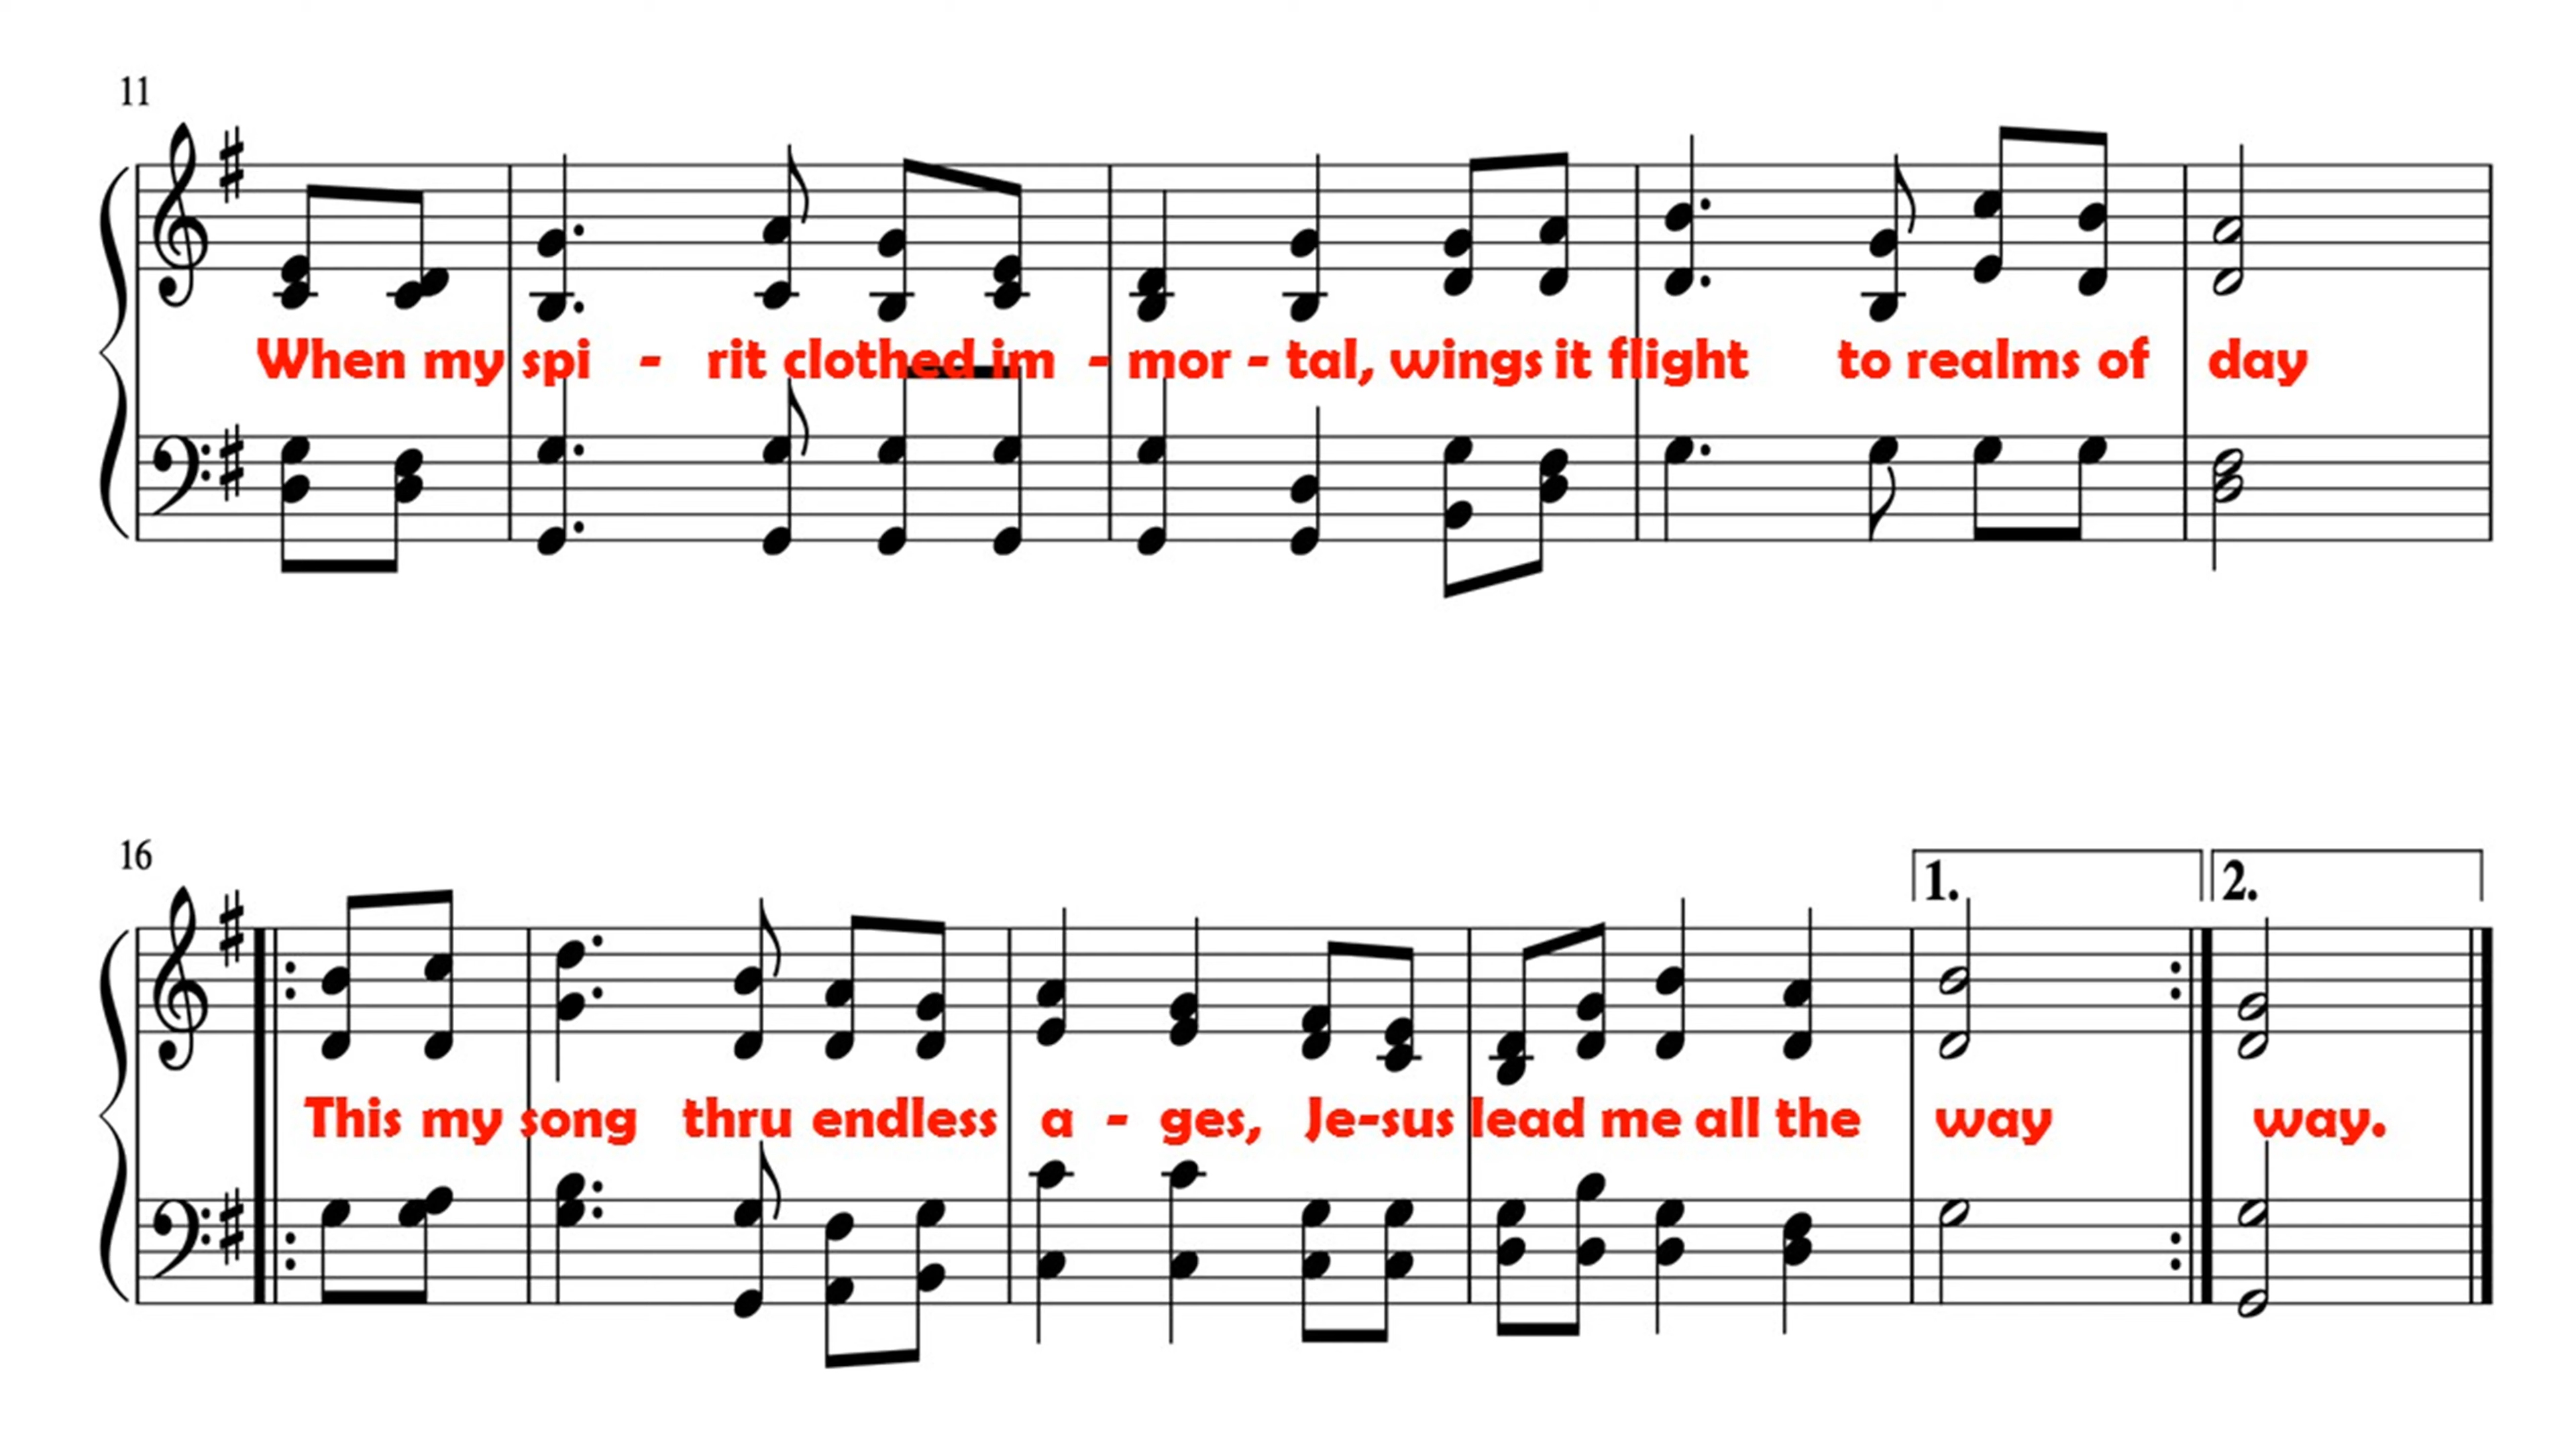 11
When my spi - rit clothed im - mor - tal, wings it flight to realms of day
16
1. 2.
This my song thru endless a - ges, Je-sus lead me all the way way.